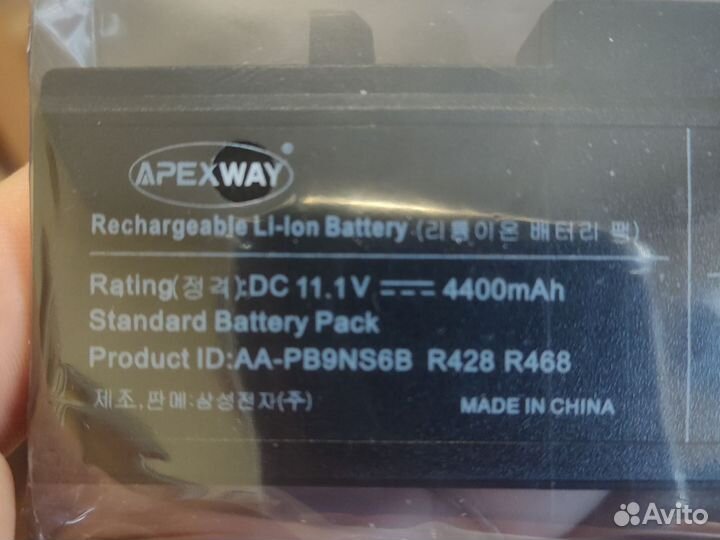 APEXWAY®
Rechargeable Li-Ion Battery (리튬이온 배터리 팩)
Rating(정격):DC 11.1V ⎓ 4400mAh
Standard Battery Pack
Product ID:AA-PB9NS6B R428 R468
제조,판매:삼성전자(주)
MADE IN CHINA
Avito